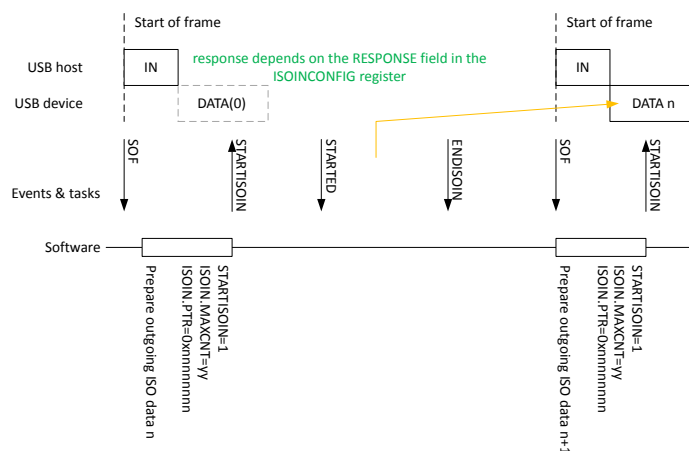 Start of frame
Start of frame
USB host
IN
response depends on the RESPONSE field in the
ISOINCONFIG register
IN
USB device
DATA(0)
DATA n
SOF
STARTISOIN
STARTED
ENDISOIN
SOF
STARTISOIN
Events & tasks
Software
STARTISOIN=1
ISOIN.MAXCNT=yy
ISOIN.PTR=0xnnnnnnnn
Prepare outgoing ISO data n
STARTISOIN=1
ISOIN.MAXCNT=yy
ISOIN.PTR=0xnnnnnnnn
Prepare outgoing ISO data n+1